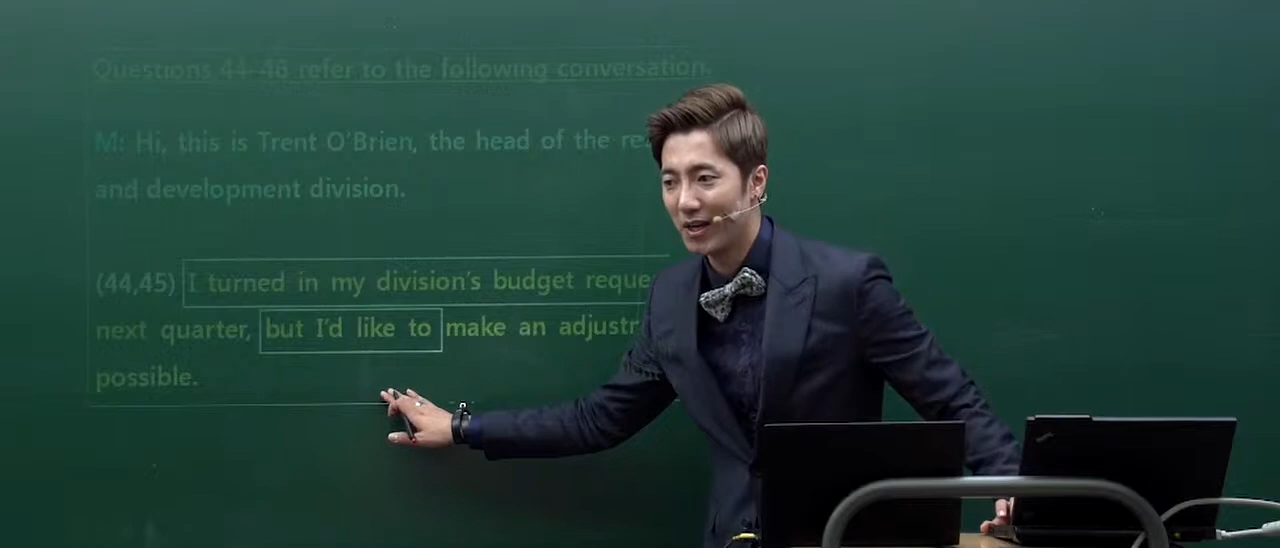 Questions 44-46 refer to the following conversation.
M: Hi, this is Trent O'Brien, the head of the
and development division.
(44,45) I turned in my division's budget
next quarter, but I'd like to make an
possible.